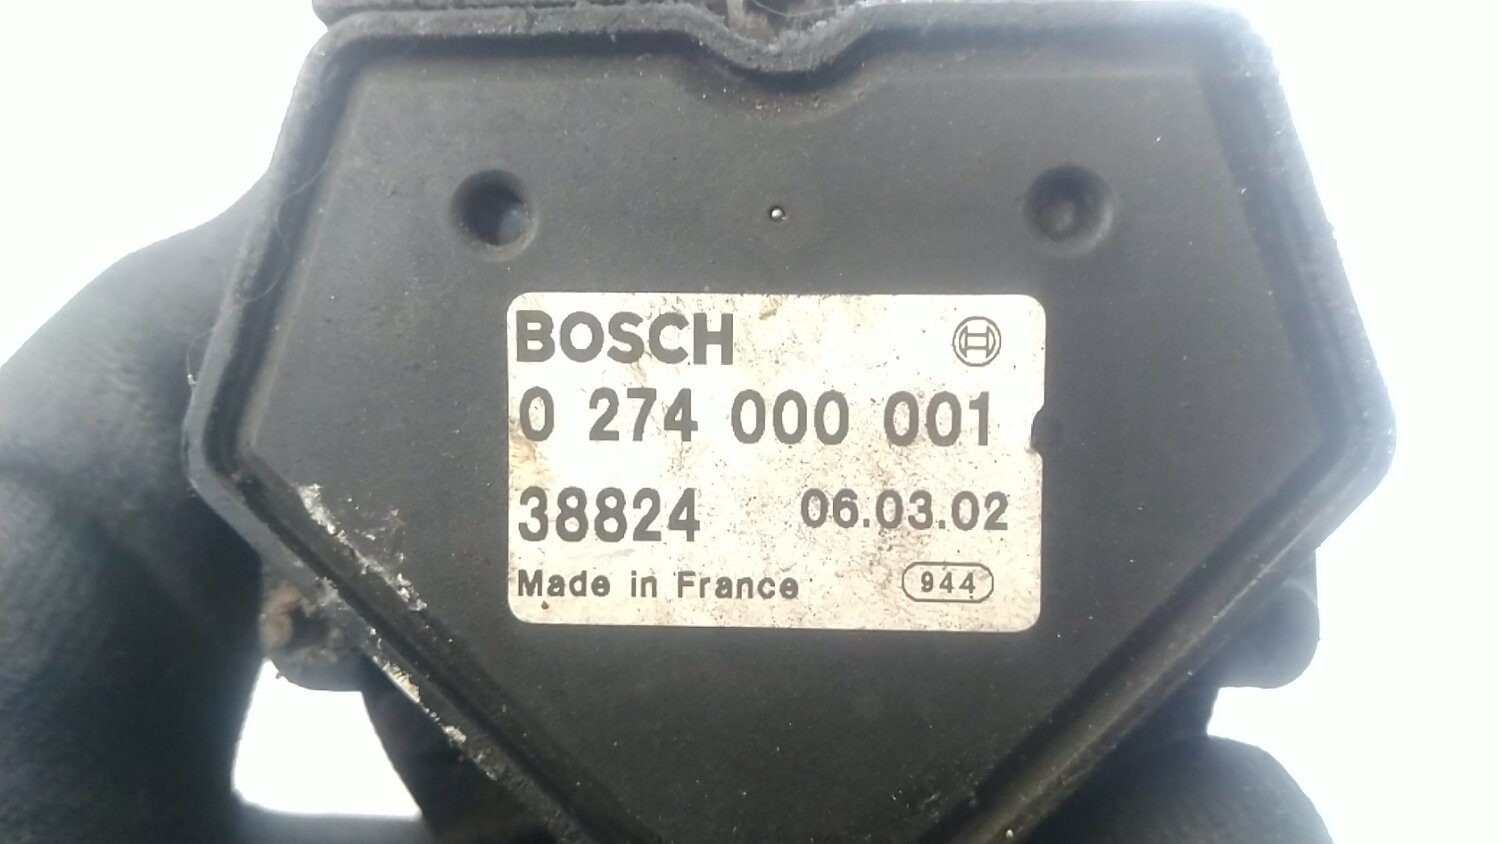 BOSCH
0 274 000 001
38824 06.03.02
Made in France 944